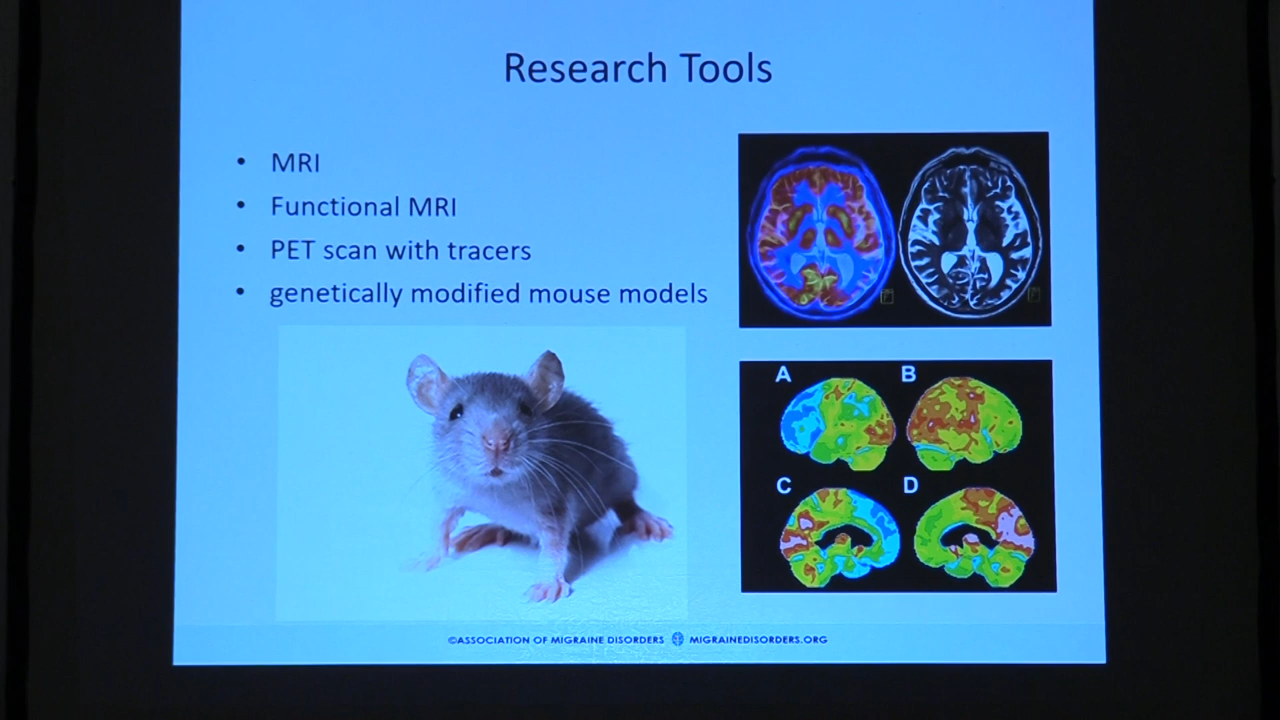 Research Tools
• MRI
• Functional MRI
• PET scan with tracers
• genetically modified mouse models
A
B
C
D
©ASSOCIATION OF MIGRAINE DISORDERS MIGRAINEDISORDERS.ORG